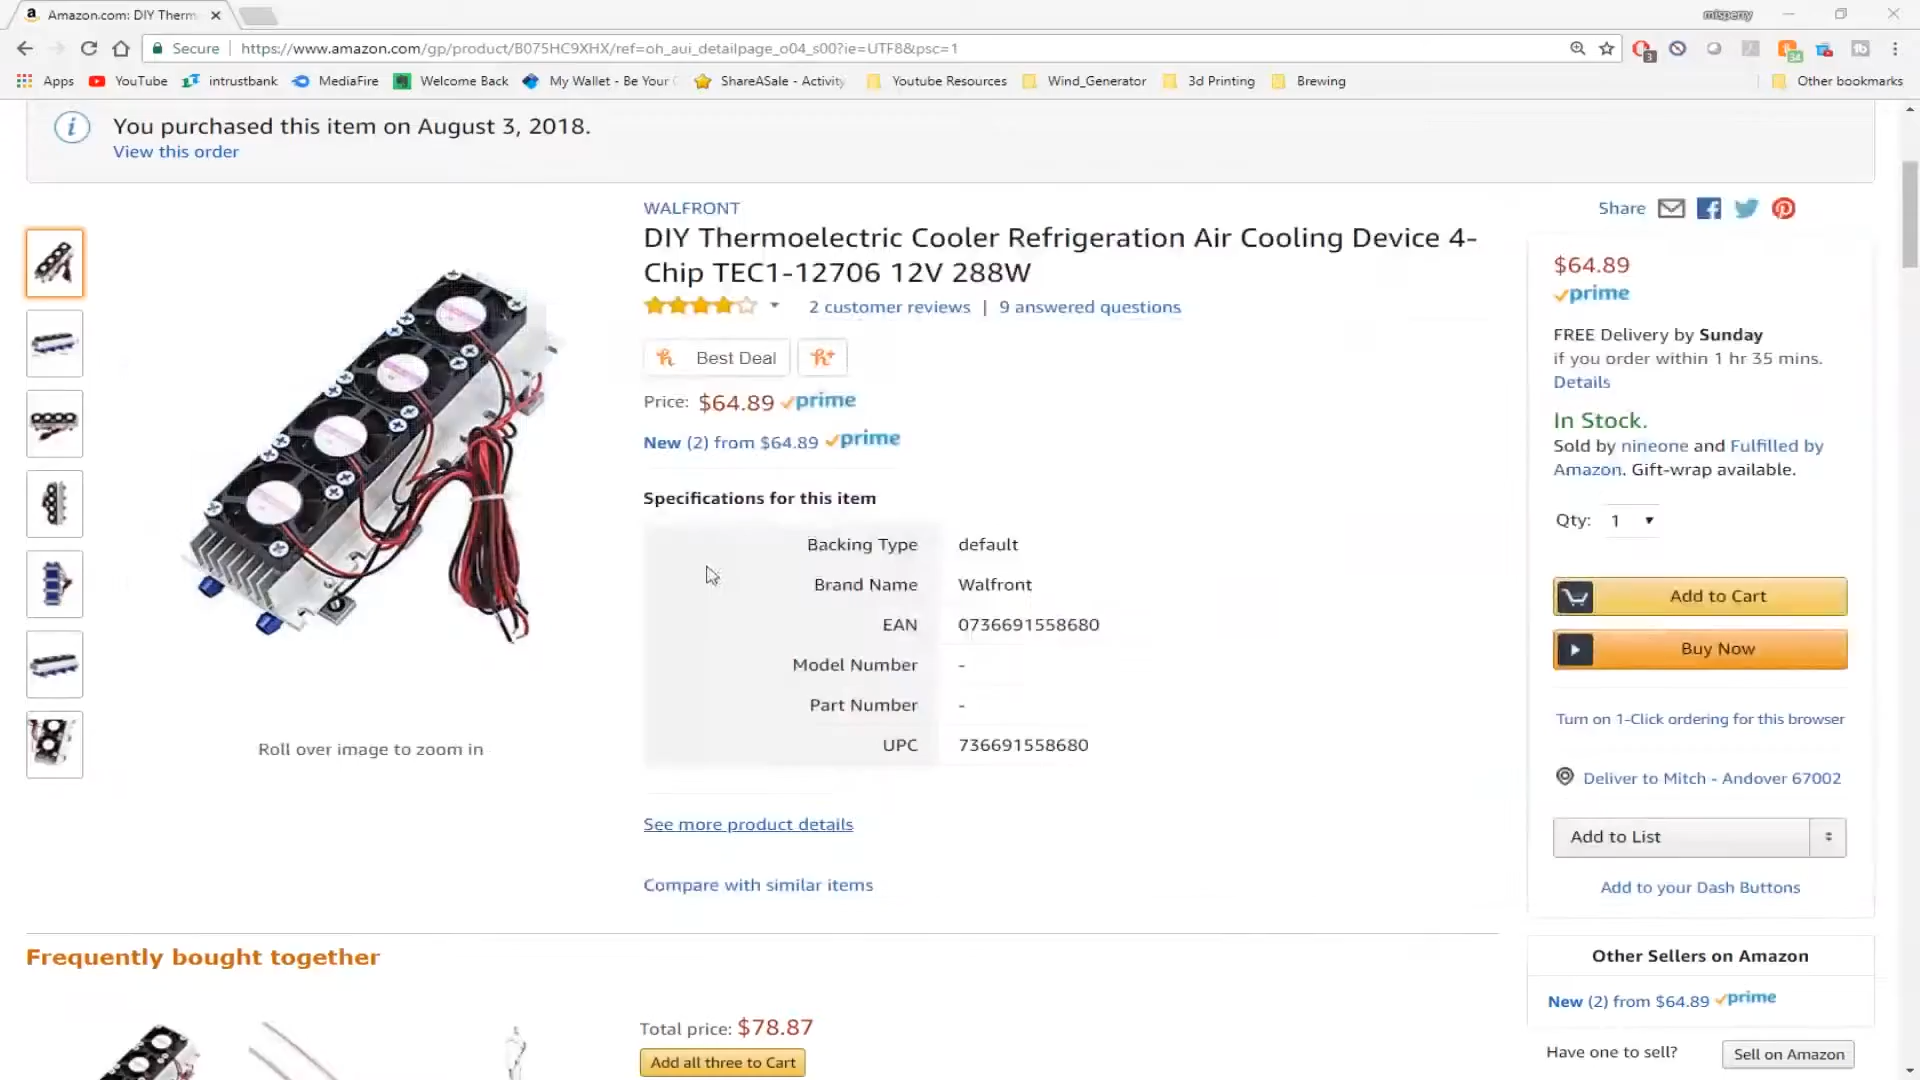 Amazon.com: DIY Therm
misperry
Secure
https://www.amazon.com/gp/product/B075HC9XHX/ref=oh_aui_detailpage_o04_s00?ie=UTF8&psc=1
Apps
YouTube
intrustbank
MediaFire
Welcome Back
My Wallet - Be Your
ShareASale - Activity
Youtube Resources
Wind_Generator
3d Printing
Brewing
Other bookmarks
You purchased this item on August 3, 2018.
View this order
WALFRONT
DIY Thermoelectric Cooler Refrigeration Air Cooling Device 4-
Chip TEC1-12706 12V 288W
2 customer reviews | 9 answered questions
Best Deal
Price: $64.89 prime
New (2) from $64.89 prime
Specifications for this item
Backing Type default
Brand Name Walfront
EAN 0736691558680
Model Number -
Part Number -
UPC 736691558680
Roll over image to zoom in
See more product details
Compare with similar items
Share
$64.89
prime
FREE Delivery by Sunday
if you order within 1 hr 35 mins.
Details
In Stock.
Sold by nineone and Fulfilled by
Amazon. Gift-wrap available.
Qty: 1
Add to Cart
Buy Now
Turn on 1-Click ordering for this browser
Deliver to Mitch - Andover 67002
Add to List
Add to your Dash Buttons
Frequently bought together
Total price: $78.87
Add all three to Cart
Other Sellers on Amazon
New (2) from $64.89 prime
Have one to sell?
Sell on Amazon